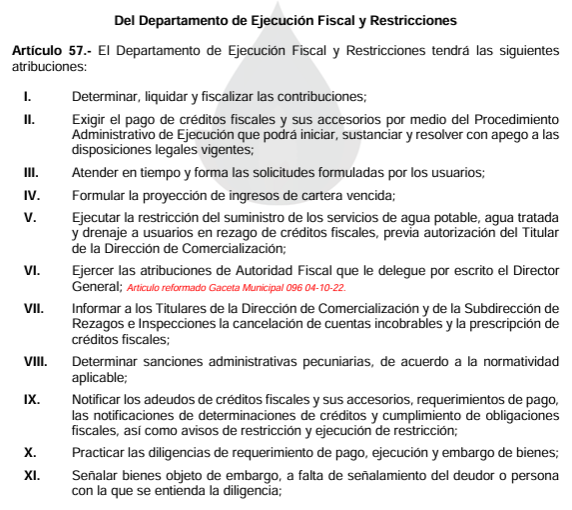 Del Departamento de Ejecución Fiscal y Restricciones
Artículo 57.- El Departamento de Ejecución Fiscal y Restricciones tendrá las siguientes
atribuciones:
I. Determinar, liquidar y fiscalizar las contribuciones;
II. Exigir el pago de créditos fiscales y sus accesorios por medio del Procedimiento
Administrativo de Ejecución que podrá iniciar, sustanciar y resolver con apego a las
disposiciones legales vigentes;
III. Atender en tiempo y forma las solicitudes formuladas por los usuarios;
IV. Formular la proyección de ingresos de cartera vencida;
V. Ejecutar la restricción del suministro de los servicios de agua potable, agua tratada
y drenaje a usuarios en rezago de créditos fiscales, previa autorización del Titular
de la Dirección de Comercialización;
VI. Ejercer las atribuciones de Autoridad Fiscal que le delegue por escrito el Director
General; Artículo reformado Gaceta Municipal 096 04-10-22.
VII. Informar a los Titulares de la Dirección de Comercialización y de la Subdirección de
Rezagos e Inspecciones la cancelación de cuentas incobrables y la prescripción de
créditos fiscales;
VIII. Determinar sanciones administrativas pecuniarias, de acuerdo a la normatividad
aplicable;
IX. Notificar los adeudos de créditos fiscales y sus accesorios, requerimientos de pago,
las notificaciones de determinaciones de créditos y cumplimiento de obligaciones
fiscales, así como avisos de restricción y ejecución de restricción;
X. Practicar las diligencias de requerimiento de pago, ejecución y embargo de bienes;
XI. Señalar bienes objeto de embargo, a falta de señalamiento del deudor o persona
con la que se entienda la diligencia;